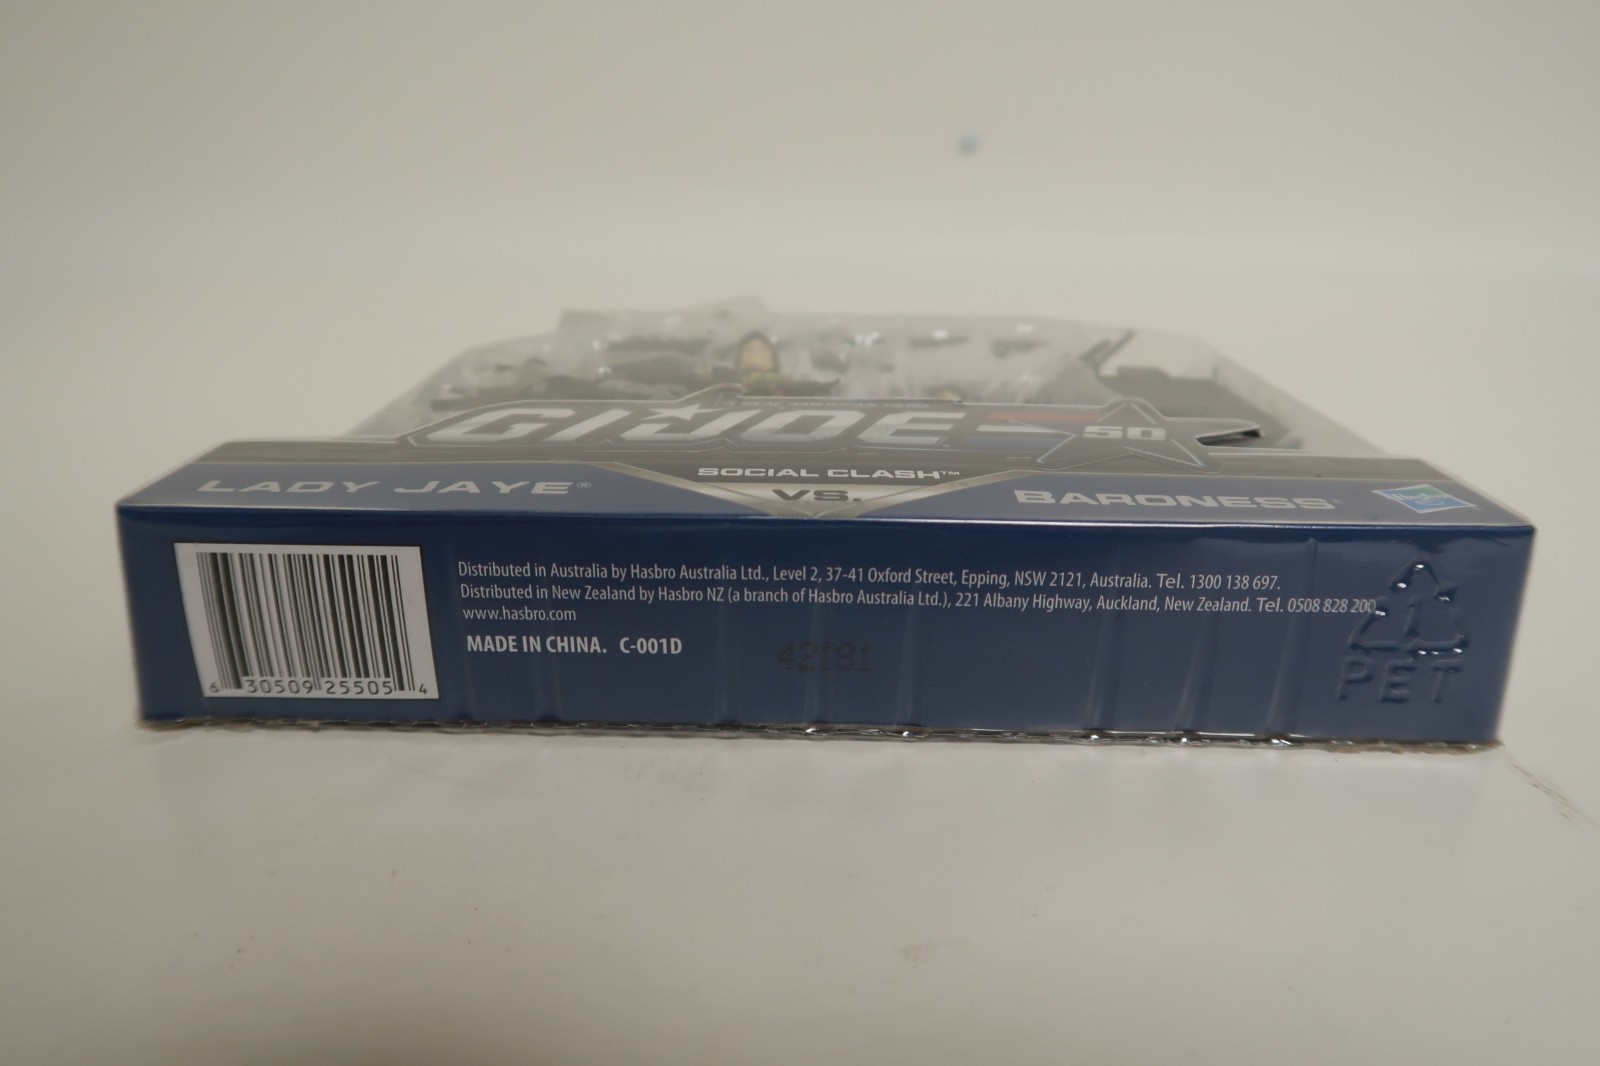 GI JOE 50
SOCIAL CLASH™
LADY JAYE® VS. BARONESS®
Distributed in Australia by Hasbro Australia Ltd., Level 2, 37-41 Oxford Street, Epping, NSW 2121, Australia. Tel. 1300 138 697.
Distributed in New Zealand by Hasbro NZ (a branch of Hasbro Australia Ltd.), 221 Albany Highway, Auckland, New Zealand. Tel. 0508 828 200
www.hasbro.com
MADE IN CHINA. C-001D
42181
6 30509 25505 4
1
PET